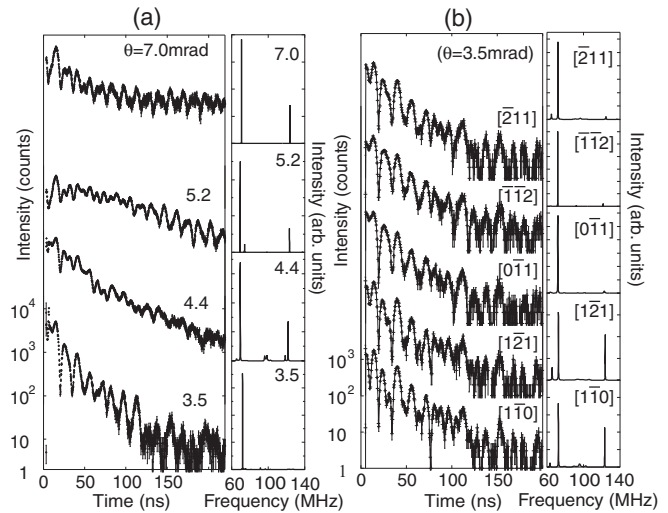 (a)
(b)
θ=7.0mrad
7.0
5.2
5.2
4.4
4.4
3.5
3.5
Intensity (counts)
10⁴
10³
10²
10
1
0 50 100 150 200
Time (ns)
60 100 140
Frequency (MHz)
Intensity (arb. units)
(θ=3.5mrad)
[2̅11]
[2̅11]
[1̅1̅2]
[1̅1̅2]
[01̅1]
[01̅1]
[12̅1]
[12̅1]
[11̅0]
[11̅0]
Intensity (counts)
10³
10²
10
1
0 50 100 150
Time (ns)
60 100 140
Frequency (MHz)
Intensity (arb. units)